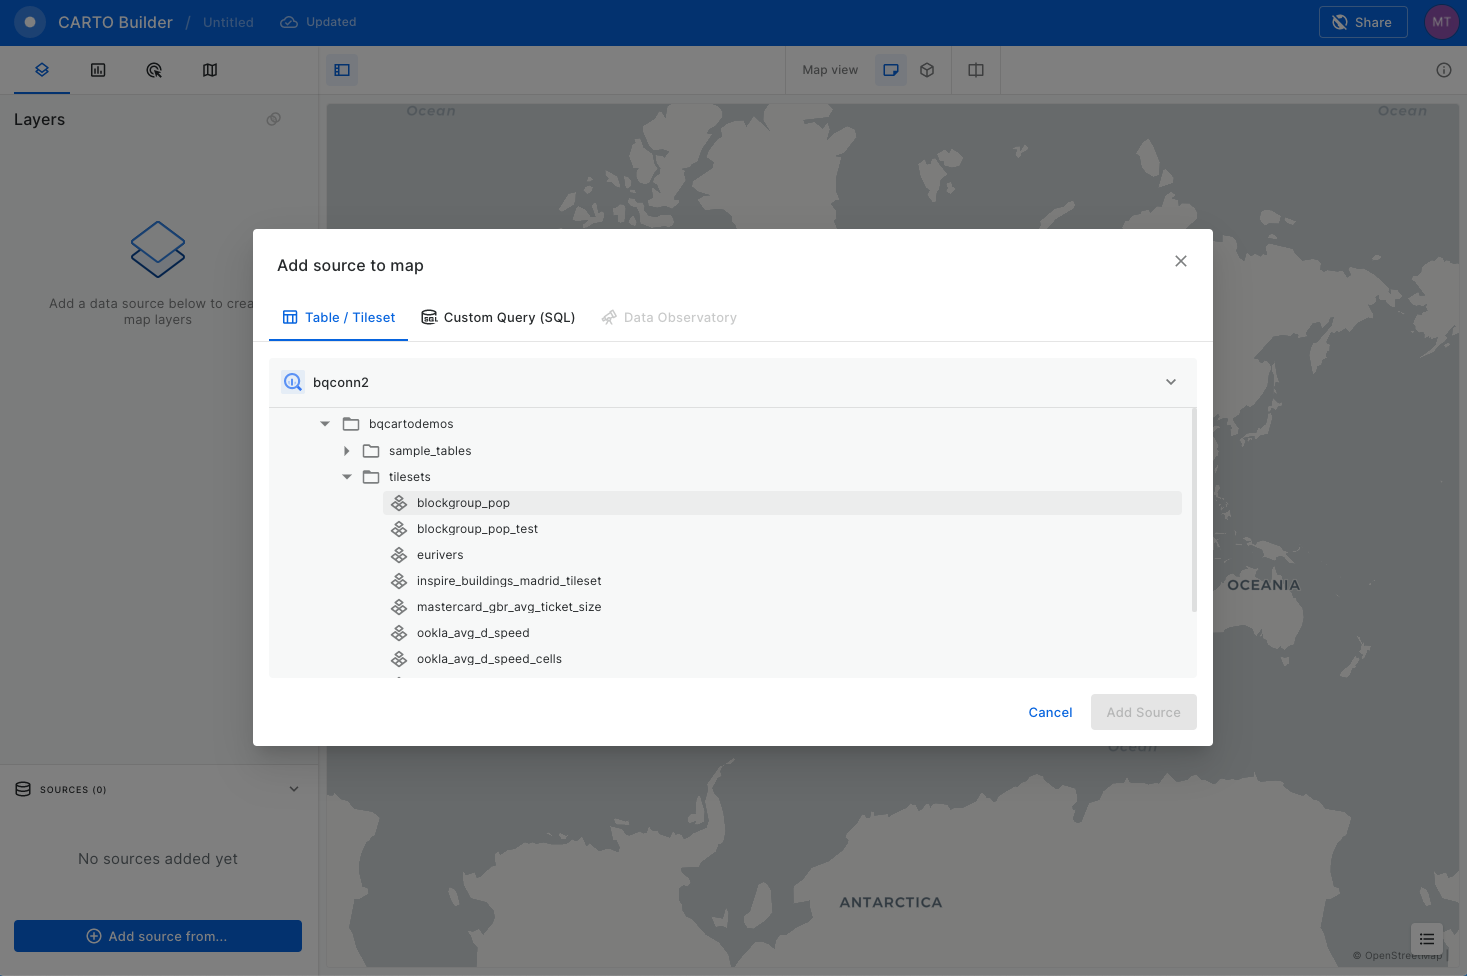 CARTO Builder / Untitled Updated Share MT
Map view
Layers
Ocean
Ocean
Add a data source below to crea
map layers
Add source to map
Table / Tileset Custom Query (SQL) Data Observatory
bqconn2
bqcartodemos
sample_tables
tilesets
blockgroup_pop
blockgroup_pop_test
eurivers
inspire_buildings_madrid_tileset
mastercard_gbr_avg_ticket_size
ookla_avg_d_speed
ookla_avg_d_speed_cells
OCEANIA
Cancel Add Source
Ocean
SOURCES (0)
No sources added yet
ANTARCTICA
Add source from...
© OpenStreetMap